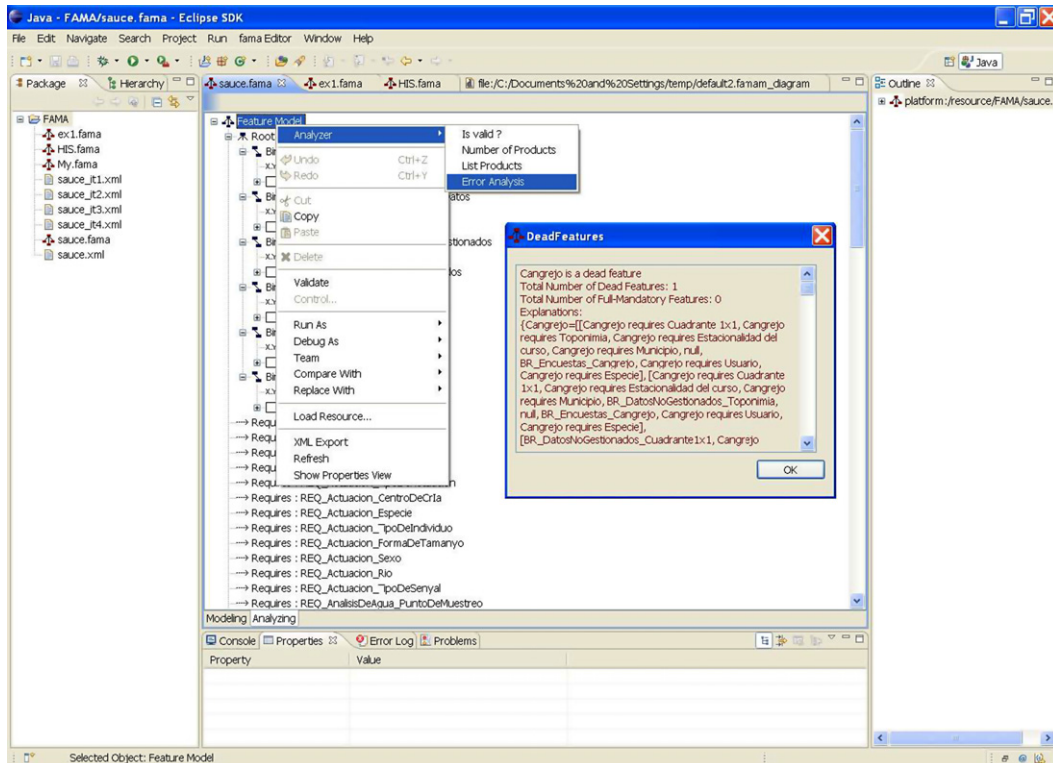 Java - FAMA/sauce.fama - Eclipse SDK
File Edit Navigate Search Project Run fama Editor Window Help
Java
Package Hierarchy
sauce.fama ex1.fama HIS.fama file:/C:/Documents%20and%20Settings/temp/default2.famam_diagram
Outline
platform:/resource/FAMA/sauce.
FAMA
ex1.fama
HIS.fama
My.fama
sauce_it1.xml
sauce_it2.xml
sauce_it3.xml
sauce_it4.xml
sauce.fama
sauce.xml
Feature Model
Root
Analyzer
Undo Ctrl+Z
Redo Ctrl+Y
Cut
Copy
Paste
Delete
Validate
Control...
Run As
Debug As
Team
Compare With
Replace With
Load Resource...
XML Export
Refresh
Show Properties View
Is valid ?
Number of Products
List Products
Error Analysis
atos
stionados
los
Requires : REQ_Actuacion_CentroDeCrIa
Requires : REQ_Actuacion_Especie
Requires : REQ_Actuacion_TipoDeIndividuo
Requires : REQ_Actuacion_FormaDeTamanyo
Requires : REQ_Actuacion_Sexo
Requires : REQ_Actuacion_Rio
Requires : REQ_Actuacion_TipoDeSenyal
Requires : REQ_AnalisisDeAgua_PuntoDeMuestreo
DeadFeatures
Cangrejo is a dead feature
Total Number of Dead Features: 1
Total Number of Full-Mandatory Features: 0
Explanations:
{Cangrejo=[[Cangrejo requires Cuadrante 1x1, Cangrejo
requires Toponimia, Cangrejo requires Estacionalidad del
curso, Cangrejo requires Municipio, null,
BR_Encuestas_Cangrejo, Cangrejo requires Usuario,
Cangrejo requires Especie], [Cangrejo requires Cuadrante
1x1, Cangrejo requires Estacionalidad del curso, Cangrejo
requires Municipio, BR_DatosNoGestionados_Toponimia,
null, BR_Encuestas_Cangrejo, Cangrejo requires Usuario,
Cangrejo requires Especie],
[BR_DatosNoGestionados_Cuadrante1x1, Cangrejo
OK
Modeling Analyzing
Console Properties Error Log Problems
Property Value
Selected Object: Feature Model